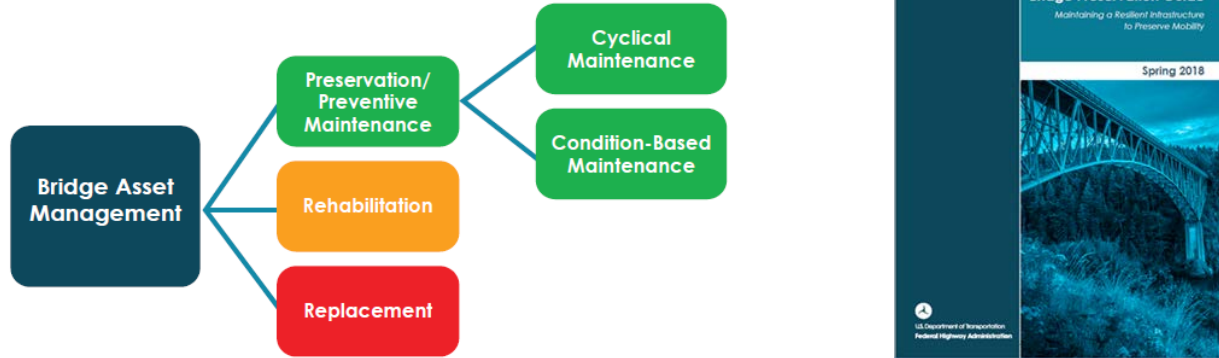 Bridge Asset
Management
Preservation/
Preventive
Maintenance
Rehabilitation
Replacement
Cyclical
Maintenance
Condition-Based
Maintenance
Maintaining a Resilient Infrastructure
to Preserve Mobility
Spring 2018
U.S. Department of Transportation
Federal Highway Administration